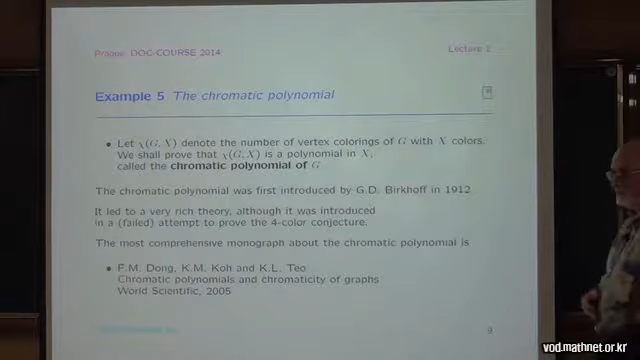 Prague, DOC-COURSE 2014
Lecture 2
Example 5 The chromatic polynomial
• Let χ(G, X) denote the number of vertex colorings of G with X colors.
We shall prove that χ(G, X) is a polynomial in X,
called the chromatic polynomial of G
The chromatic polynomial was first introduced by G.D. Birkhoff in 1912
It led to a very rich theory, although it was introduced
in a (failed) attempt to prove the 4-color conjecture.
The most comprehensive monograph about the chromatic polynomial is
• F.M. Dong, K.M. Koh and K.L. Teo
Chromatic polynomials and chromaticity of graphs
World Scientific, 2005
9
vod.mathnet.or.kr